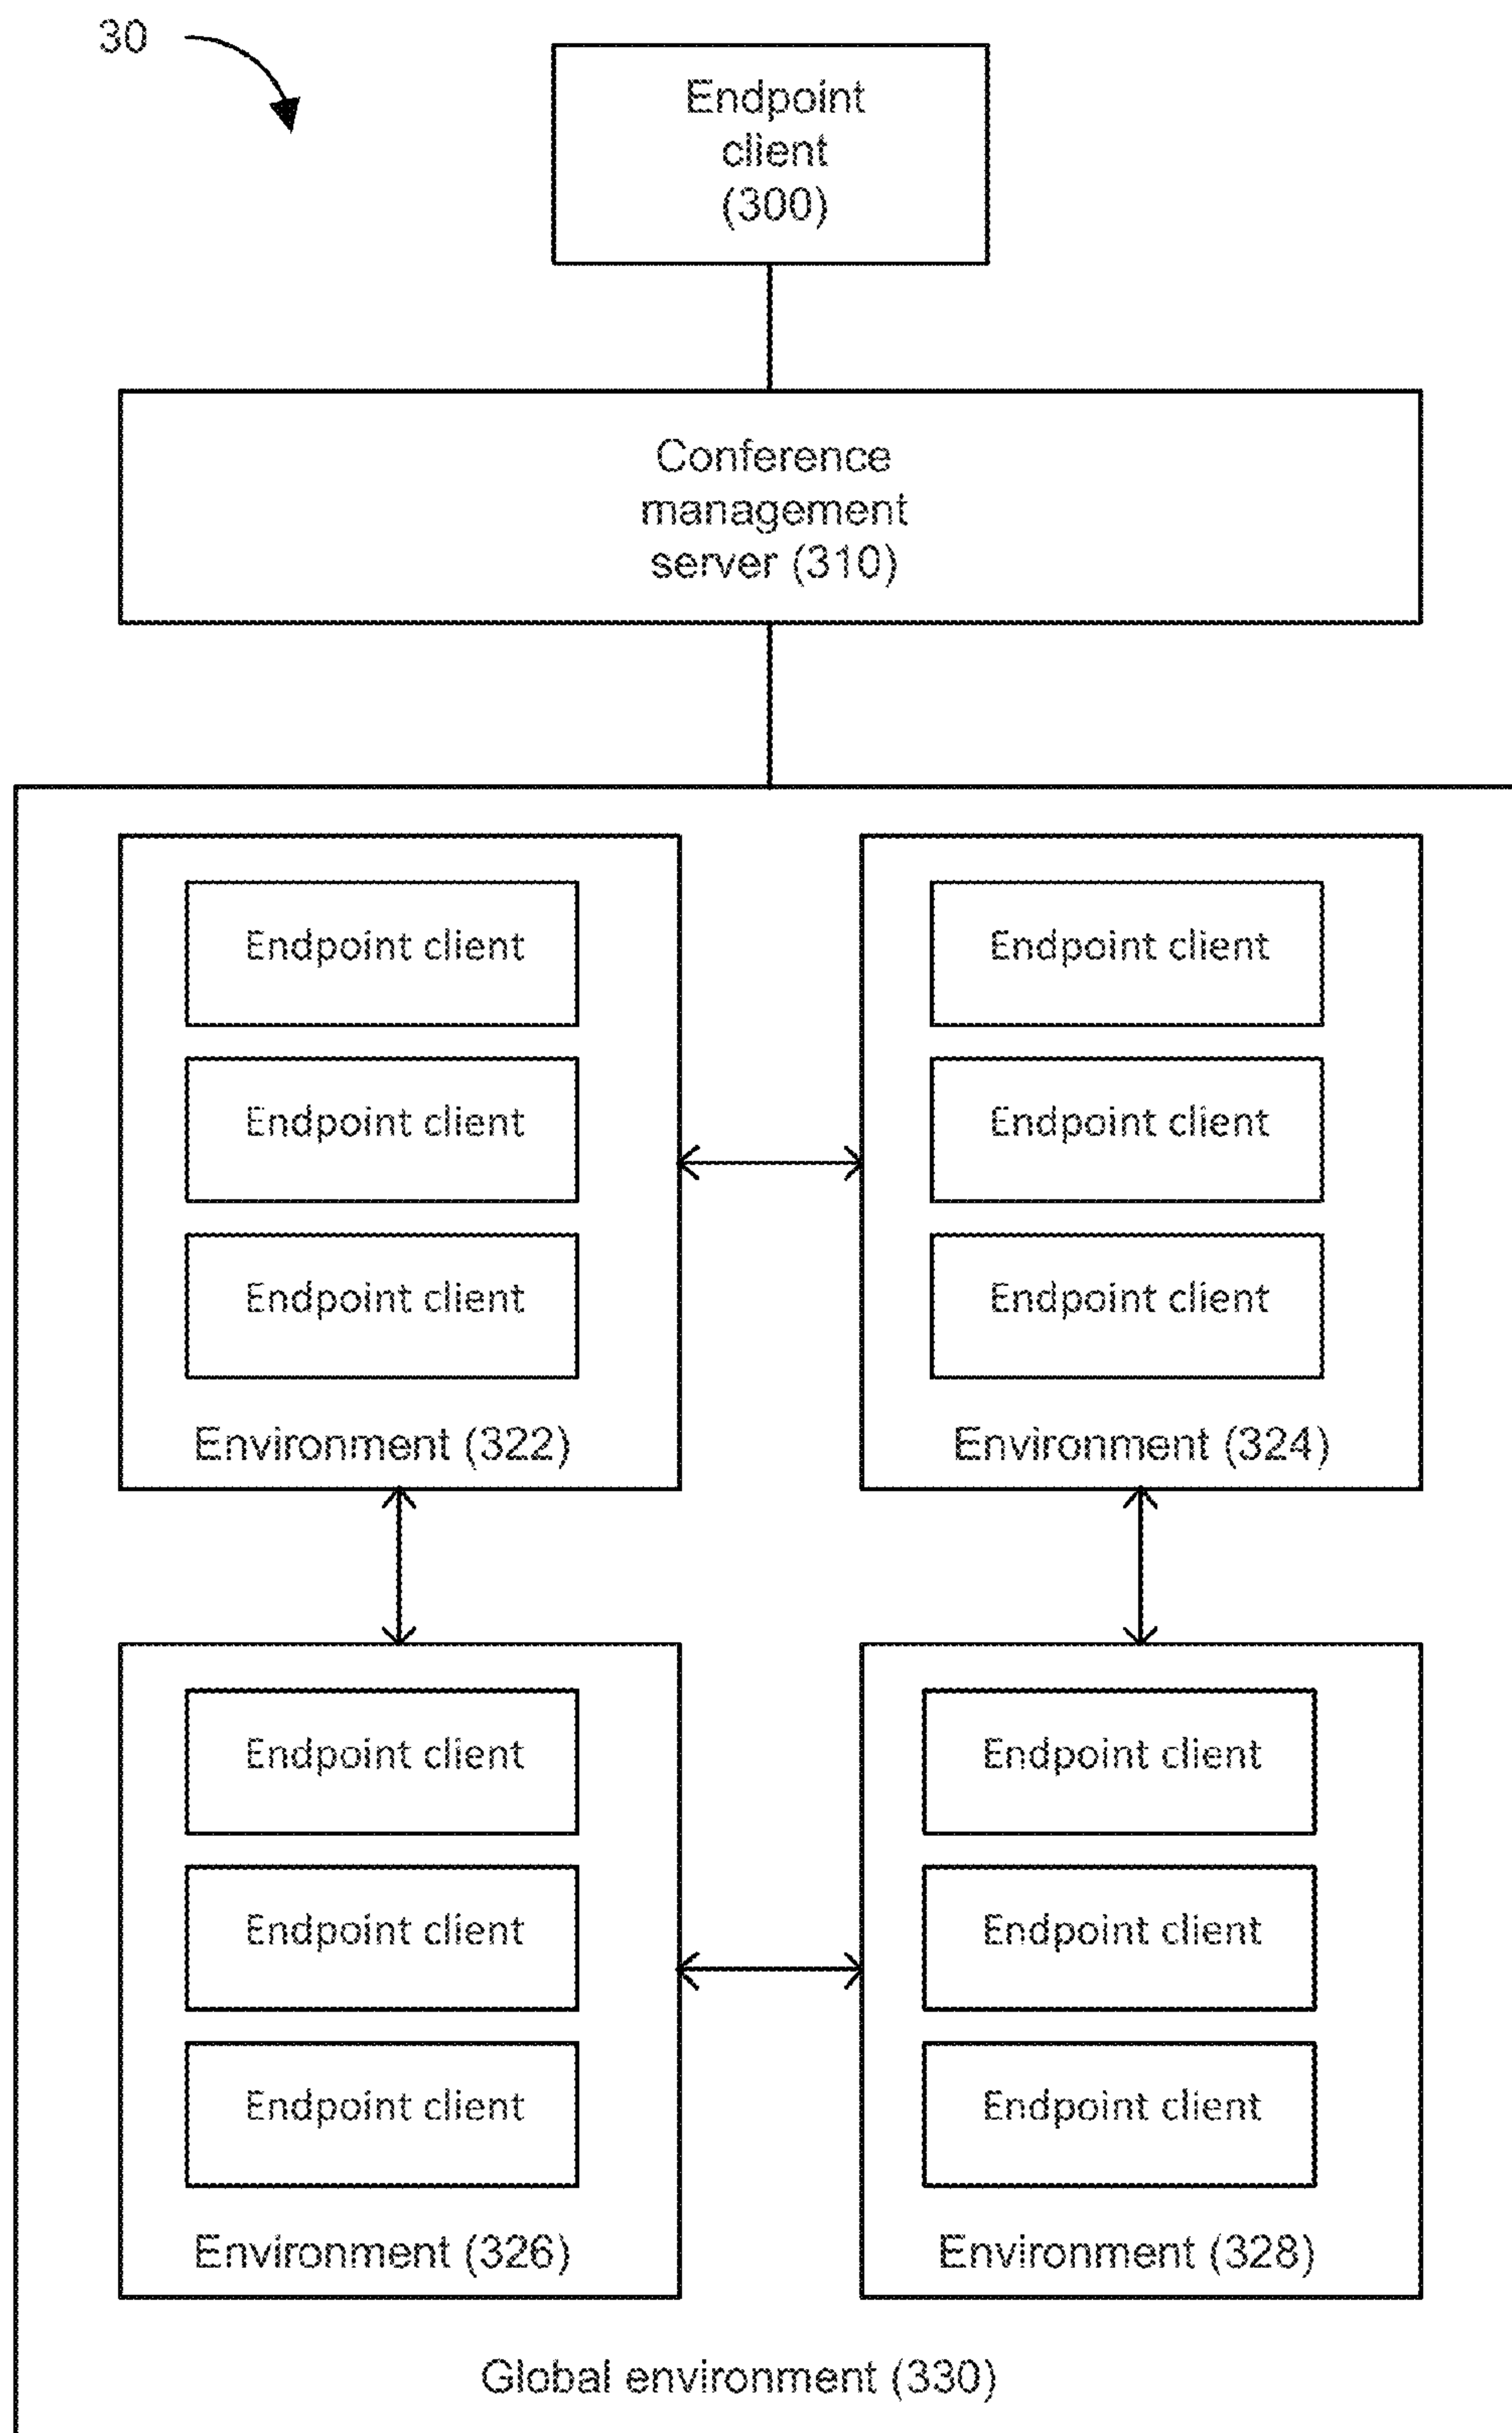 30
Endpoint
client
(300)
Conference
management
server (310)
Endpoint client
Endpoint client
Endpoint client
Environment (322)
Endpoint client
Endpoint client
Endpoint client
Environment (324)
Endpoint client
Endpoint client
Endpoint client
Environment (326)
Endpoint client
Endpoint client
Endpoint client
Environment (328)
Global environment (330)